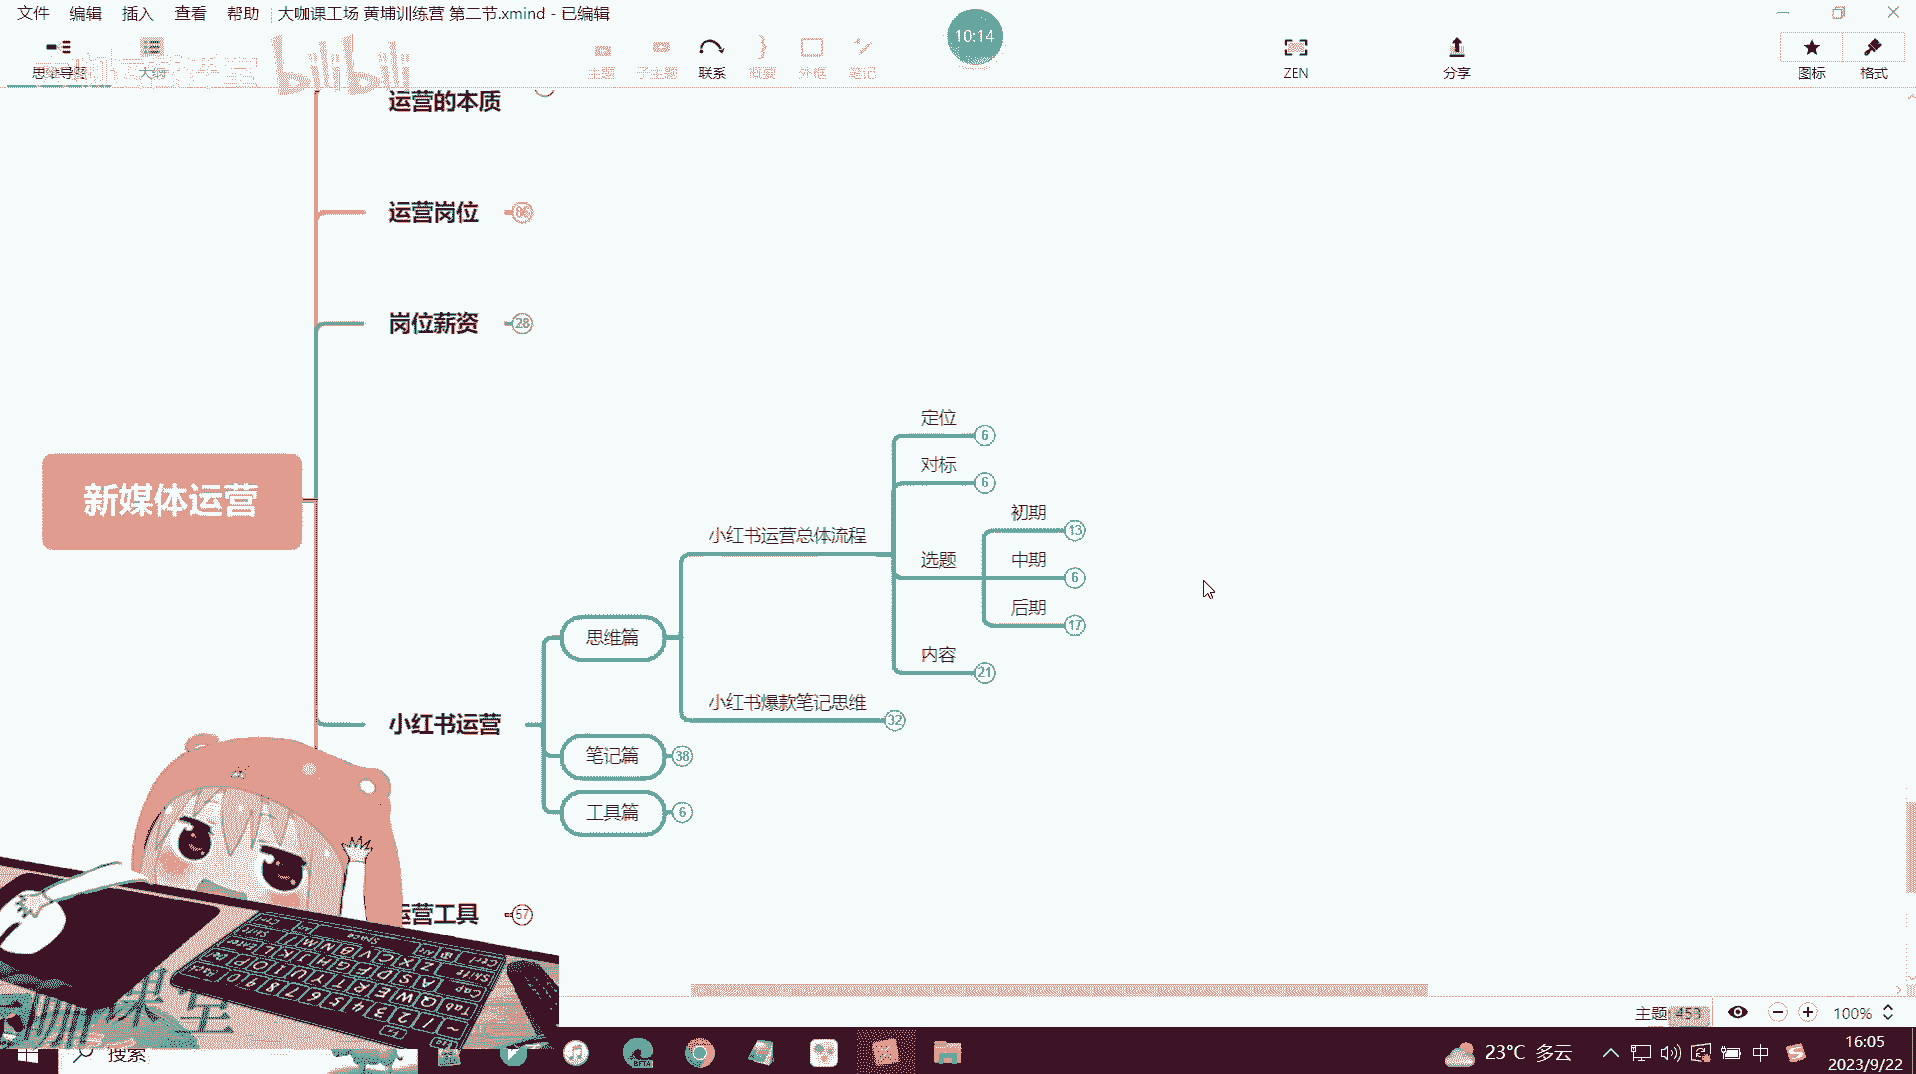 文件 编辑 插入 查看 帮助 大咖课工场 黄埔训练营 第二节.xmind - 已编辑
10:14
思维导图 大纲 bilibili 主题 子主题 联系 概要 外框 笔记 ZEN 分享 图标 格式
运营的本质
运营岗位 86
岗位薪资 28
定位 6
对标 6
新媒体运营
初期 13
小红书运营总体流程
选题
中期 6
后期 17
思维篇
内容 21
小红书爆款笔记思维 32
小红书运营
笔记篇 38
工具篇 6
运营工具 57
主题: 453 100%
搜索
BETA
23°C 多云 中 16:05
2023/9/22